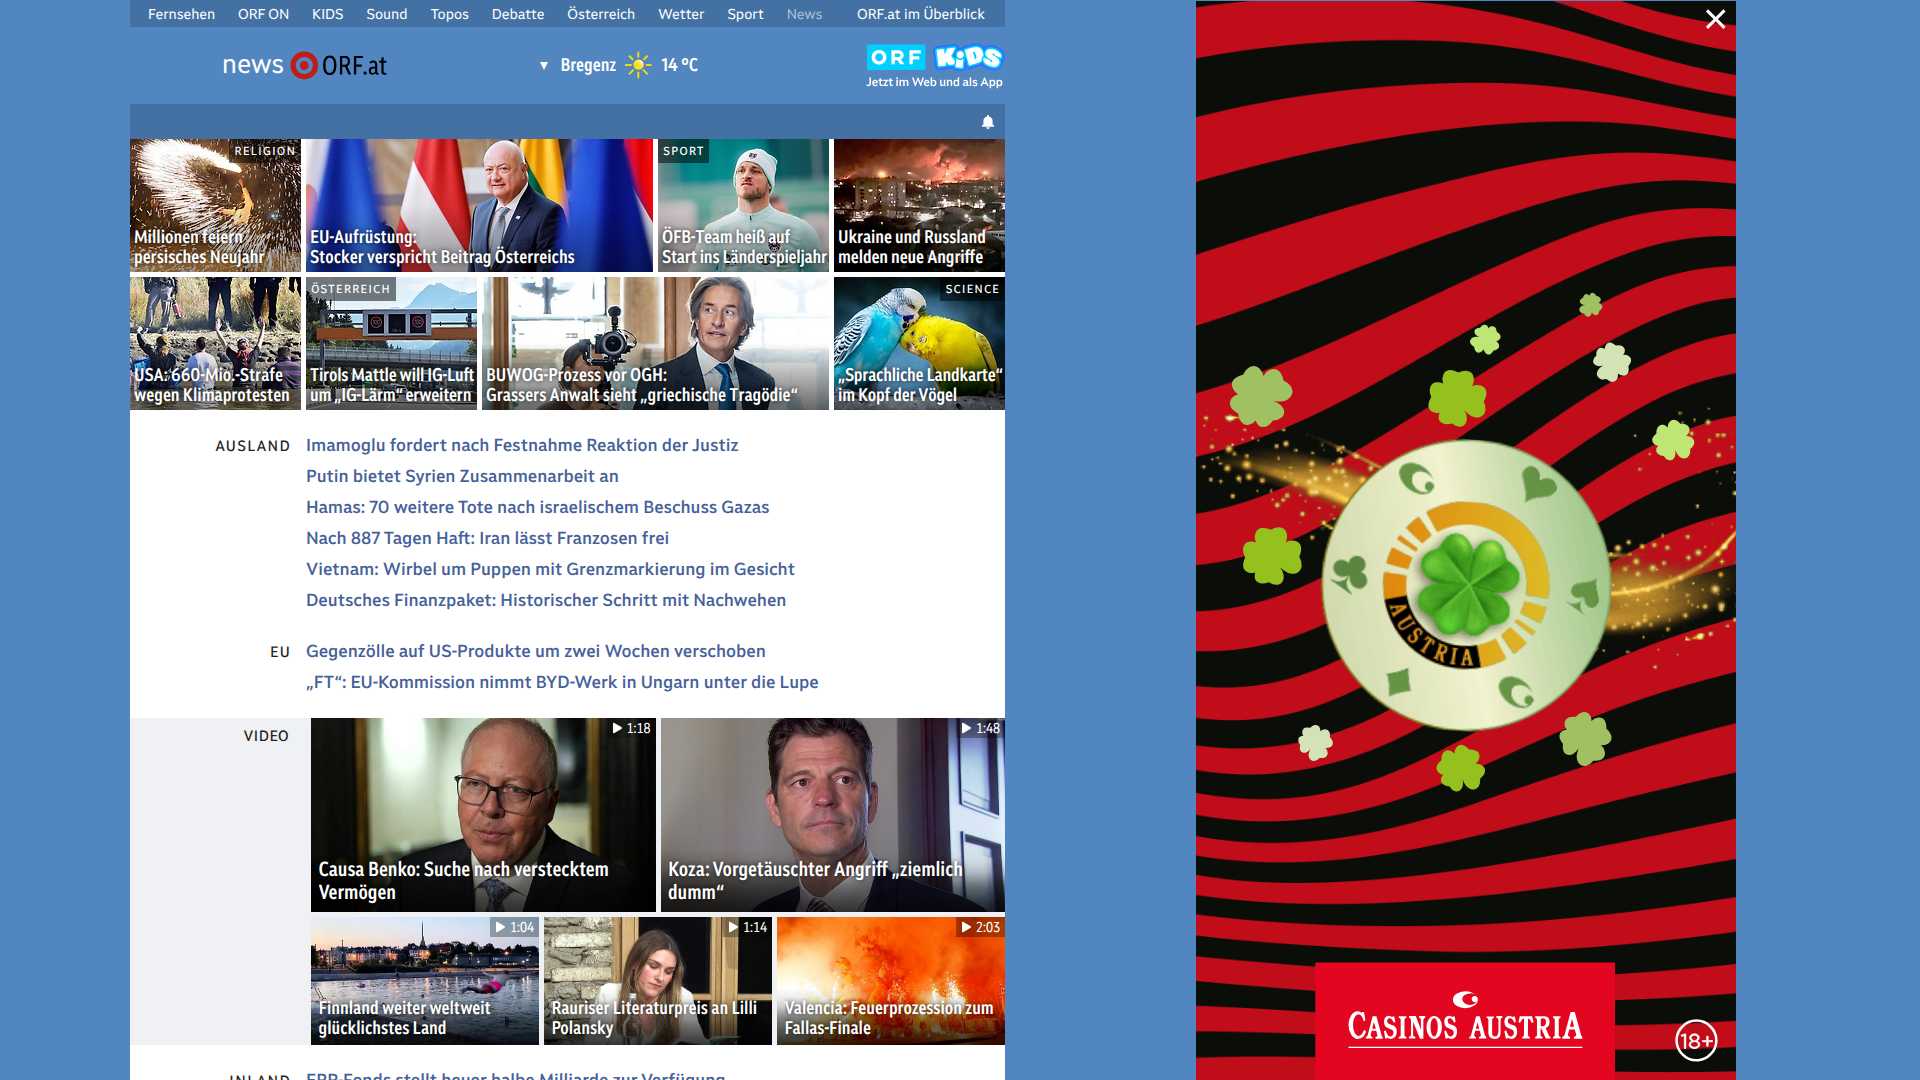 Fernsehen ORF ON KIDS Sound Topos Debatte Österreich Wetter Sport News ORF.at im Überblick
news ORF.at
Bregenz 14 °C
ORF KIDS
Jetzt im Web und als App
RELIGION
Millionen feiern
persisches Neujahr
EU-Aufrüstung:
Stocker verspricht Beitrag Österreichs
SPORT
ÖFB-Team heiß auf
Start ins Länderspieljahr
Ukraine und Russland
melden neue Angriffe
USA: 660-Mio.-Strafe
wegen Klimaprotesten
ÖSTERREICH
Tirols Mattle will IG-Luft
um „IG-Lärm“ erweitern
BUWOG-Prozess vor OGH:
Grassers Anwalt sieht „griechische Tragödie“
SCIENCE
„Sprachliche Landkarte“
im Kopf der Vögel
AUSLAND
Imamoglu fordert nach Festnahme Reaktion der Justiz
Putin bietet Syrien Zusammenarbeit an
Hamas: 70 weitere Tote nach israelischem Beschuss Gazas
Nach 887 Tagen Haft: Iran lässt Franzosen frei
Vietnam: Wirbel um Puppen mit Grenzmarkierung im Gesicht
Deutsches Finanzpaket: Historischer Schritt mit Nachwehen
EU
Gegenzölle auf US-Produkte um zwei Wochen verschoben
„FT“: EU-Kommission nimmt BYD-Werk in Ungarn unter die Lupe
VIDEO
1:18
Causa Benko: Suche nach verstecktem
Vermögen
1:48
Koza: Vorgetäuschter Angriff „ziemlich
dumm“
1:04
Finnland weiter weltweit
glücklichstes Land
1:14
Rauriser Literaturpreis an Lilli
Polansky
2:03
Valencia: Feuerprozession zum
Fallas-Finale
INLAND
ERP-Fonds stellt heuer halbe Milliarde zur Verfügung
AUSTRIA
CASINOS AUSTRIA
18+